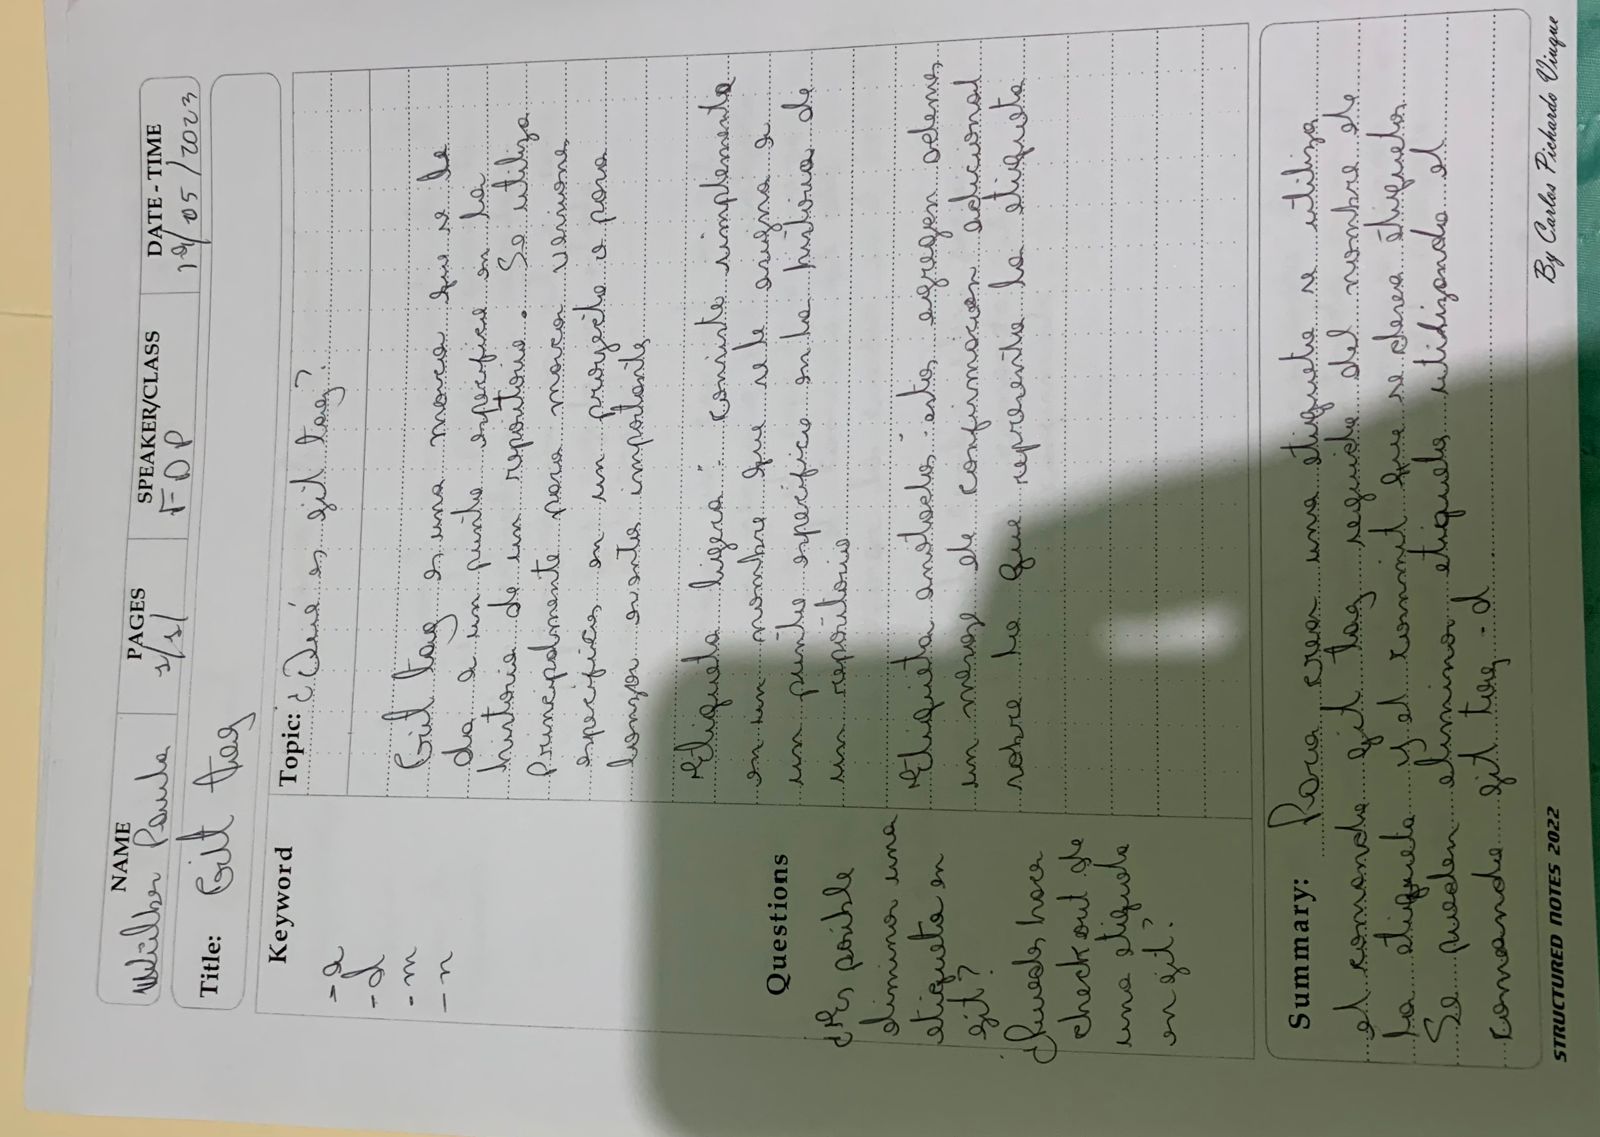 NAME
Wilber Paula
PAGES
1/1
SPEAKER/CLASS
FDP
DATE - TIME
19/05/2023
Title: Git tag
Keyword
-a
-d
-m
-n
Topic: ¿Qué es git tag?
Git tag es una marca que se le
da a un punto especifico en la
historia de un repositorio. Se utiliza
principalmente para marcar versiones
especificas en un proyecto o para
lanzar eventos importantes
Etiqueta ligera: consiste simplemente
en un nombre que se le asigna a
un punto especifico en la historia de
un repositorio
Etiqueta anotada: estas agregan ademas
un mensaje de confirmacion adicional
sobre lo que representa la etiqueta
Questions
¿Es posible
eliminar una
etiqueta en
git?
¿Puedes hacer
checkout de
una etiqueta
en git?
Summary: Para crear una etiqueta se utiliza
el comando git tag seguido del nombre de
la etiqueta y el commit que se desea etiquetar
Se pueden eliminar etiquetas utilizando el
comando git tag -d
STRUCTURED NOTES 2022
By Carlos Pichardo Viuque